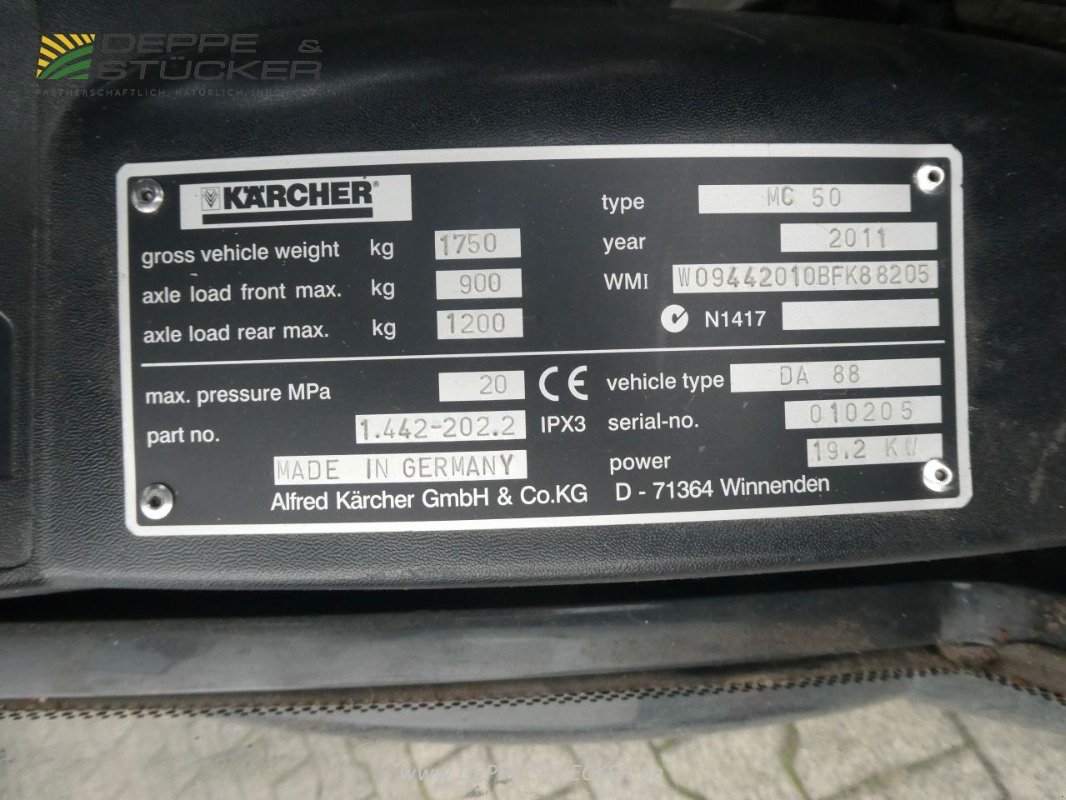 DEPPE &
STÜCKER
PARTNERSCHAFTLICH, NATÜRLICH,
KÄRCHER®
gross vehicle weight kg 1750
axle load front max. kg 900
axle load rear max. kg 1200
type MC 50
year 2011
WMI W09442010BFK88205
N1417
max. pressure MPa 20 CE
part no. 1.442-202.2 IPX3
MADE IN GERMANY
vehicle type DA 88
serial-no. 010205
power 19.2 KW
Alfred Kärcher GmbH & Co.KG D - 71364 Winnenden